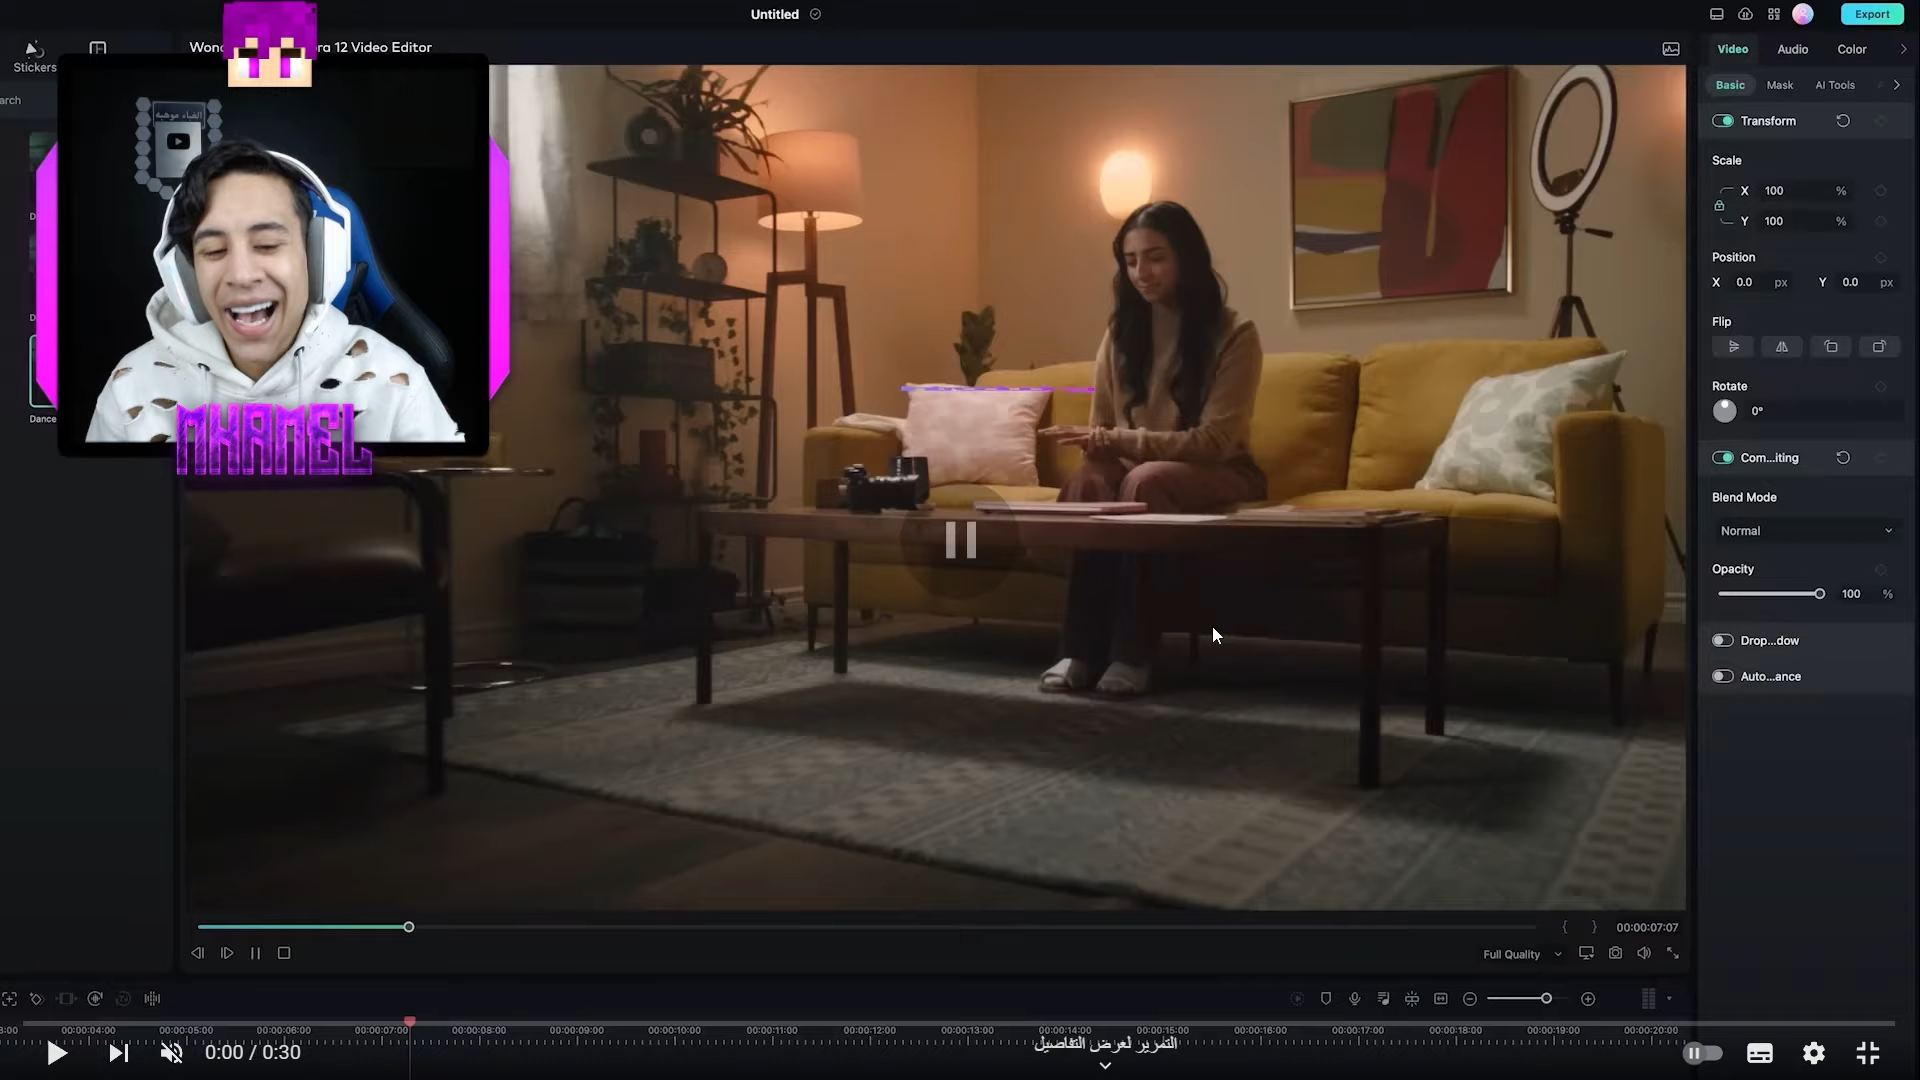 Untitled
Export
Stickers
Won
ra 12 Video Editor
Video
Audio
Color
arch
Basic
Mask
AI Tools
Transform
Scale
X 100 %
Y 100 %
Position
X 0.0 px Y 0.0 px
Flip
Rotate
0°
Dance
MKAMEL
Com...iting
Blend Mode
Normal
Opacity
100 %
Drop...dow
Auto...ance
{ } 00:00:07:07
Full Quality
3:00 00:00:04:00 00:00:05:00 00:00:06:00 00:00:07:00 00:00:08:00 00:00:09:00 00:00:10:00 00:00:11:00 00:00:12:00 00:00:13:00 00:00:14:00 00:00:15:00 00:00:16:00 00:00:17:00 00:00:18:00 00:00:19:00 00:00:20:00
التمرير لعرض التفاصيل
0:00 / 0:30